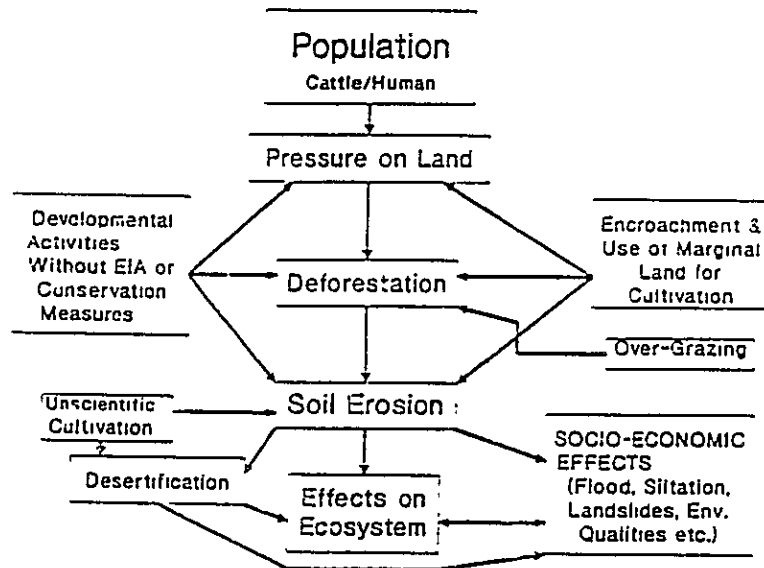 Population
Cattle/Human
Pressure on Land
Developmental
Activities
Without EIA or
Conservation
Measures
Encroachment &
Use of Marginal
Land for
Cultivation
Deforestation
Over-Grazing
Unscientific
Cultivation
Soil Erosion
Desertification
Effects on
Ecosystem
SOCIO-ECONOMIC
EFFECTS
(Flood, Siltation,
Landslides, Env.
Qualities etc.)